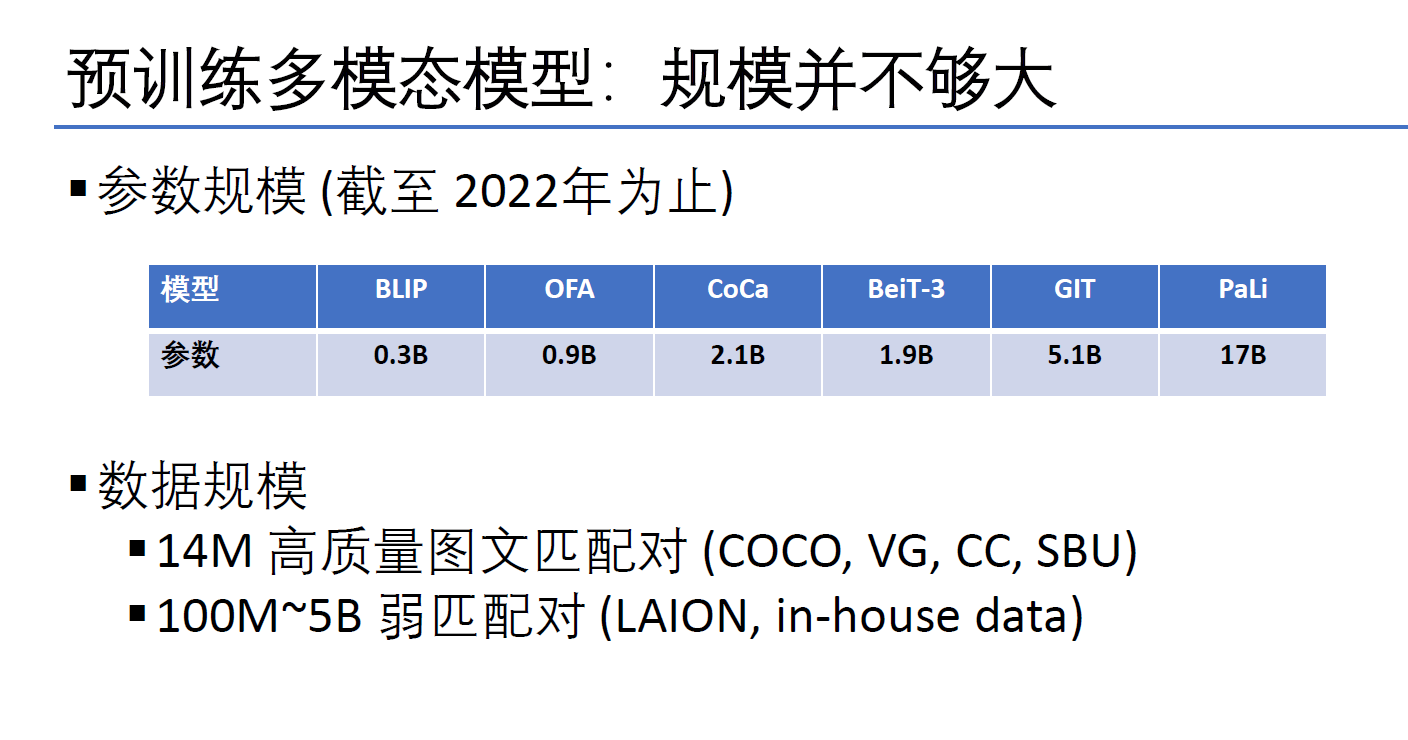 预训练多模态模型：规模并不够大
▪参数规模 (截至 2022年为止)
模型 BLIP OFA CoCa BeiT-3 GIT PaLi
参数 0.3B 0.9B 2.1B 1.9B 5.1B 17B
▪数据规模
▪14M 高质量图文匹配对 (COCO, VG, CC, SBU)
▪100M~5B 弱匹配对 (LAION, in-house data)